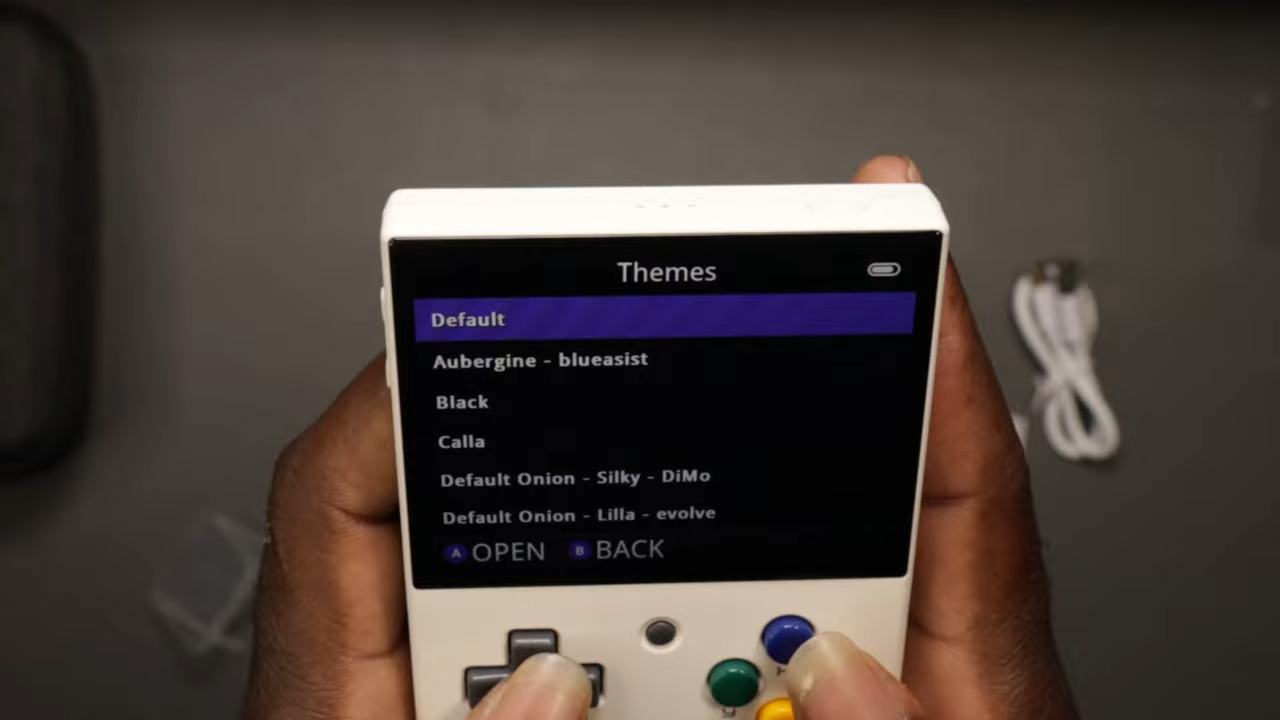 Themes
Default
Aubergine - blueasist
Black
Calla
Default Onion - Silky - DiMo
Default Onion - Lilla - evolve
A OPEN B BACK